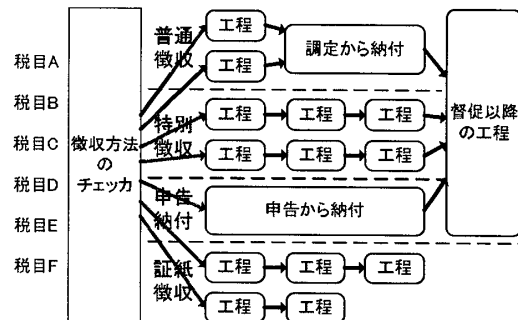 税目A
税目B
税目C
税目D
税目E
税目F
徴収方法
の
チェッカ
普通
徴収
工程
工程
調定から納付
特別
徴収
工程
工程
工程
工程
工程
工程
申告
納付
申告から納付
証紙
徴収
工程
工程
工程
工程
工程
督促以降
の工程